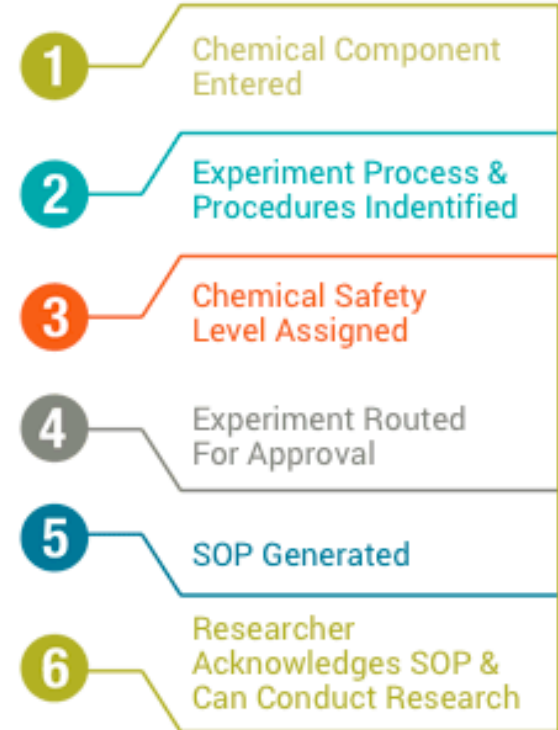 1
Chemical Component
Entered
2
Experiment Process &
Procedures Indentified
3
Chemical Safety
Level Assigned
4
Experiment Routed
For Approval
5
SOP Generated
6
Researcher
Acknowledges SOP &
Can Conduct Research